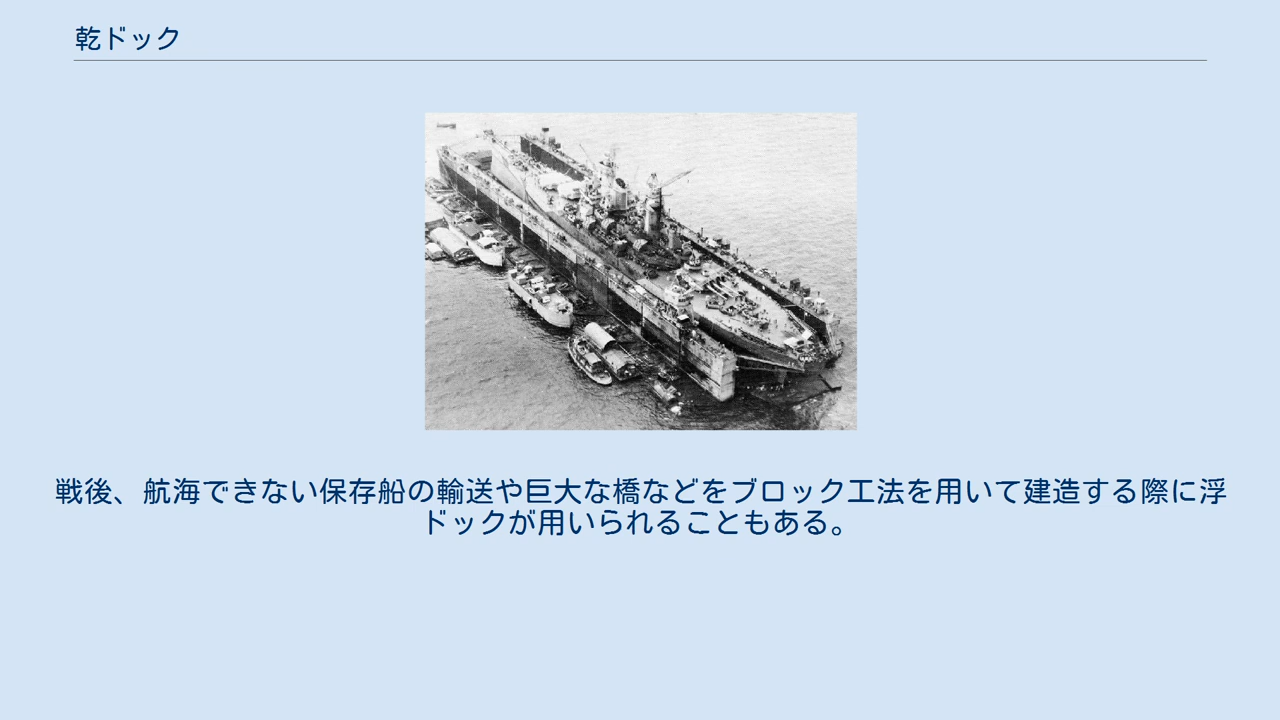 乾ドック
戦後、航海できない保存船の輸送や巨大な橋などをブロック工法を用いて建造する際に浮
ドックが用いられることもある。